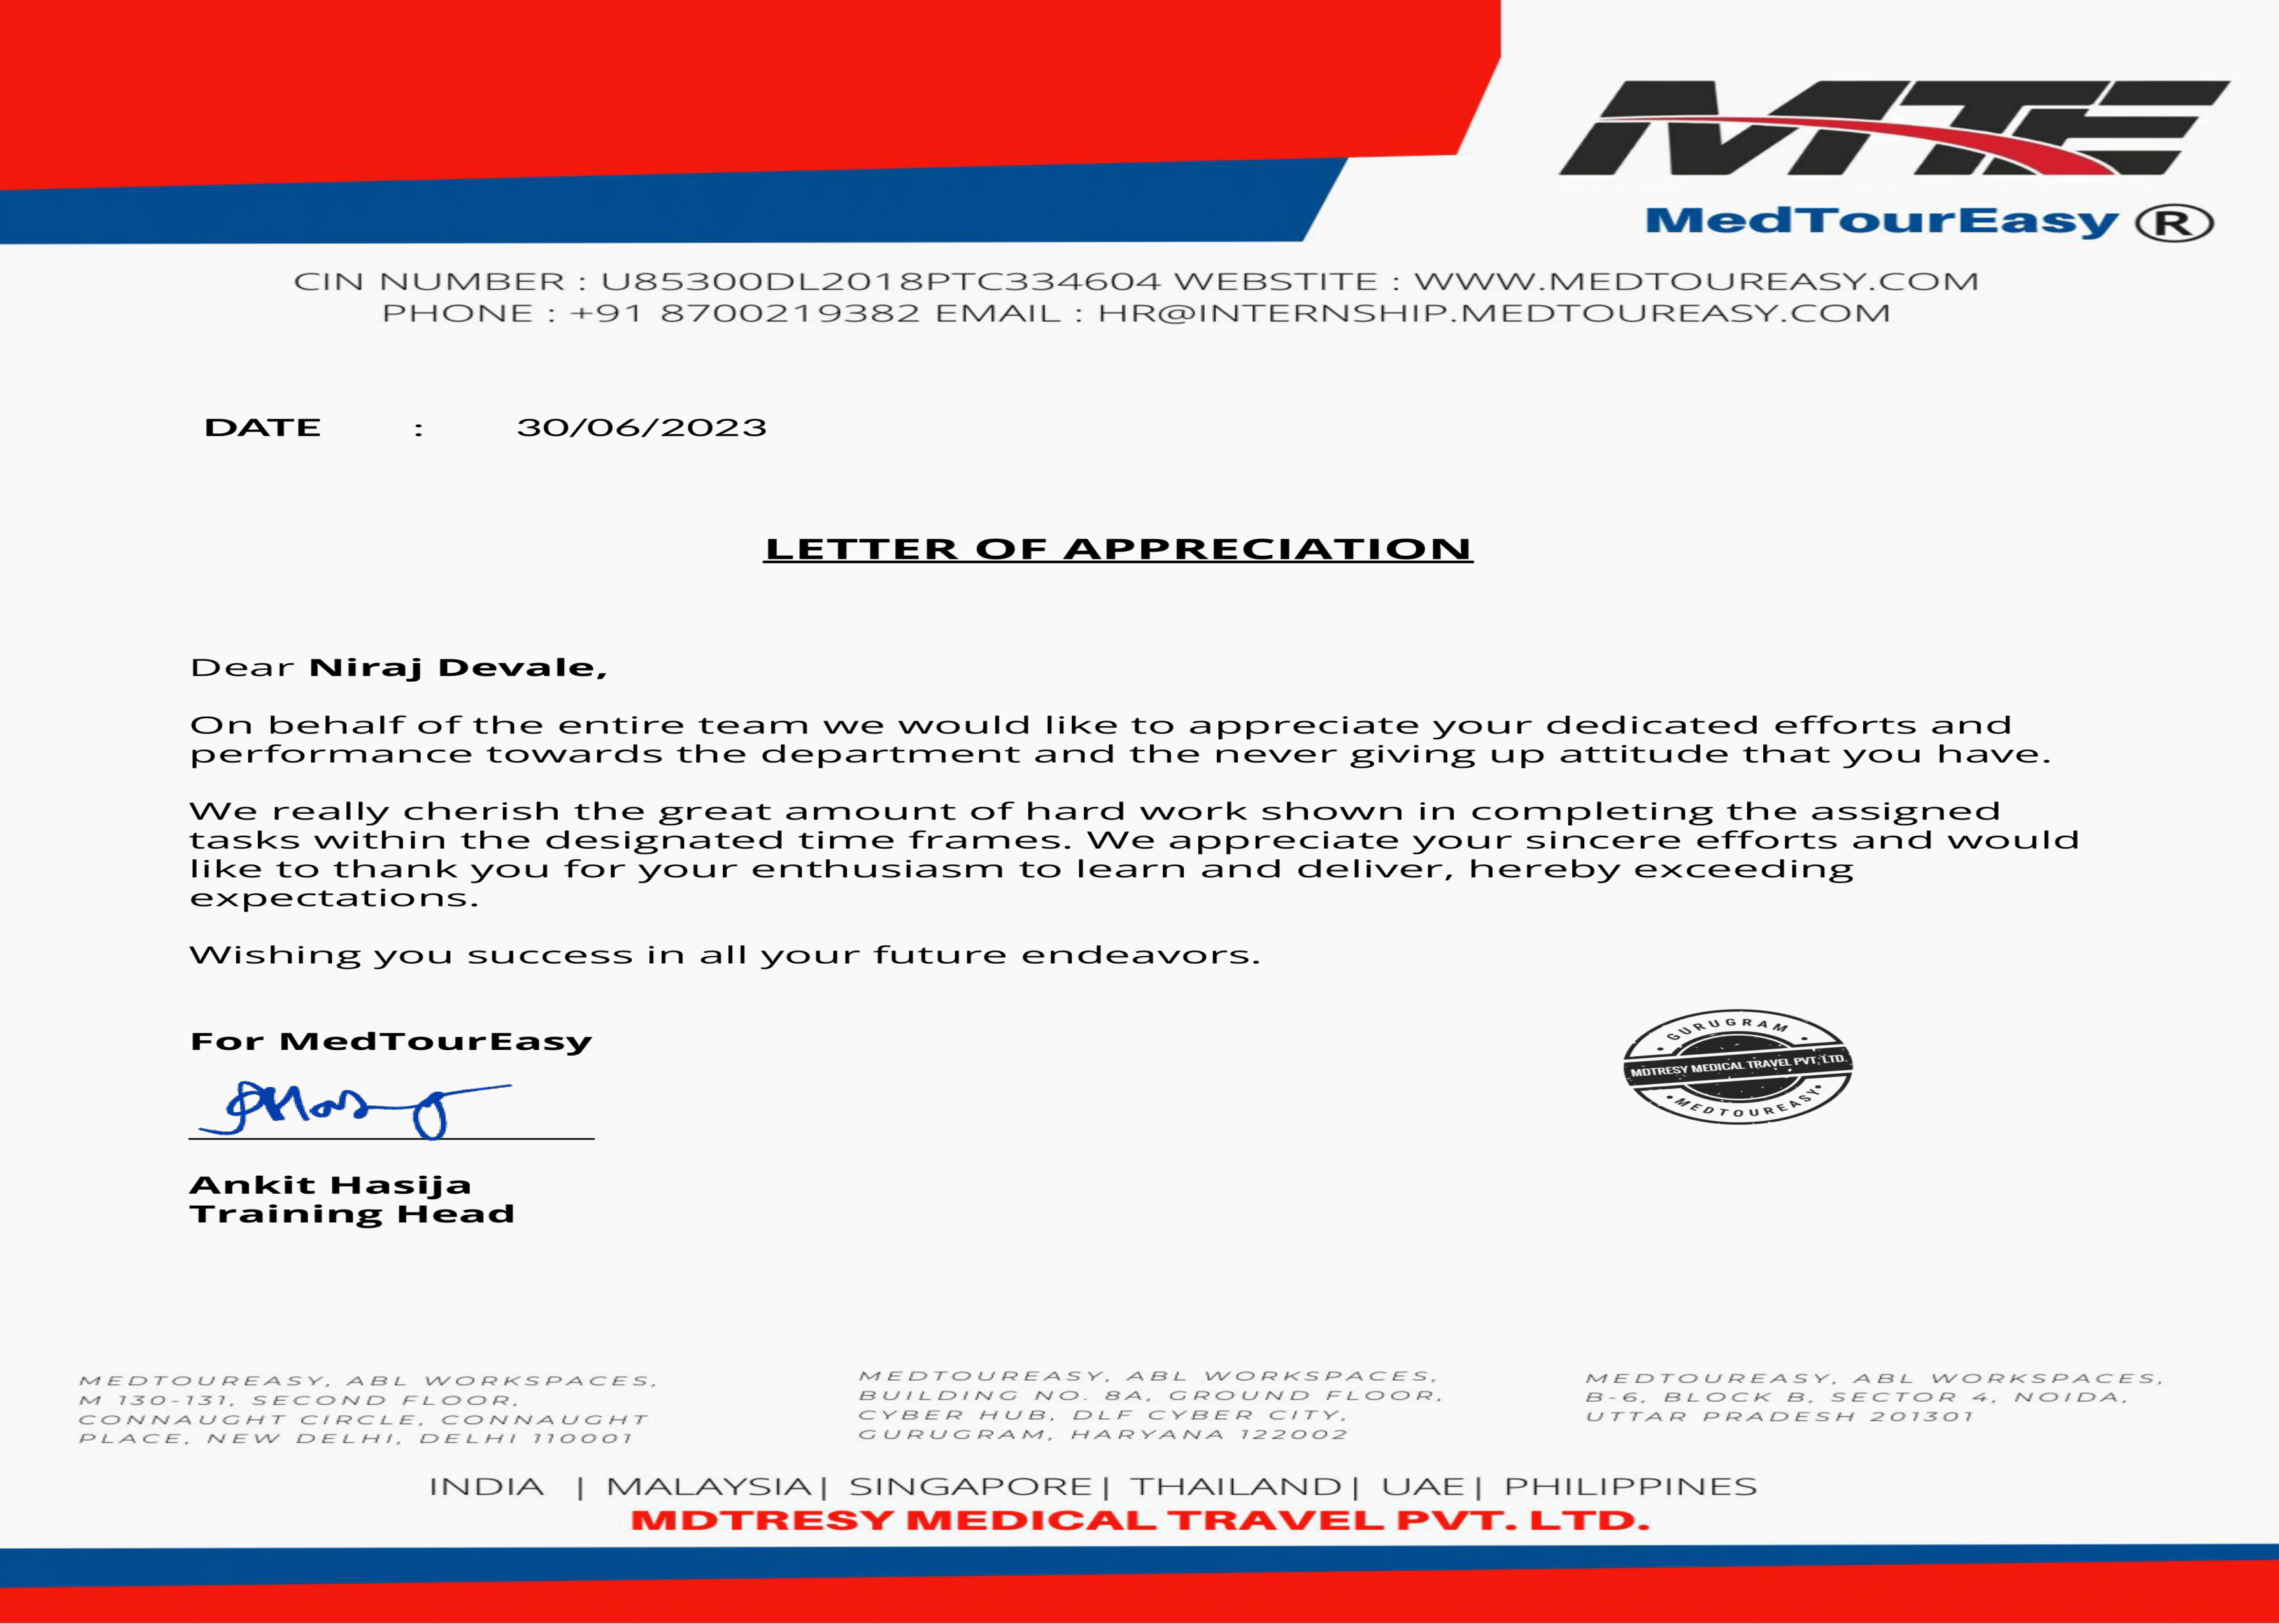 MTE
MedTourEasy ®
CIN NUMBER : U85300DL2018PTC334604 WEBSTITE : WWW.MEDTOUREASY.COM
PHONE : +91 8700219382 EMAIL : HR@INTERNSHIP.MEDTOUREASY.COM
DATE : 30/06/2023
LETTER OF APPRECIATION
Dear Niraj Devale,
On behalf of the entire team we would like to appreciate your dedicated efforts and
performance towards the department and the never giving up attitude that you have.
We really cherish the great amount of hard work shown in completing the assigned
tasks within the designated time frames. We appreciate your sincere efforts and would
like to thank you for your enthusiasm to learn and deliver, hereby exceeding
expectations.
Wishing you success in all your future endeavors.
For MedTourEasy
Ankit Hasija
Training Head
GURUGRAM
MDTRESY MEDICAL TRAVEL PVT. LTD.
MEDTOUREASY
MEDTOUREASY, ABL WORKSPACES,
M 130-131, SECOND FLOOR,
CONNAUGHT CIRCLE, CONNAUGHT
PLACE, NEW DELHI, DELHI 110001
MEDTOUREASY, ABL WORKSPACES,
BUILDING NO. 8A, GROUND FLOOR,
CYBER HUB, DLF CYBER CITY,
GURUGRAM, HARYANA 122002
MEDTOUREASY, ABL WORKSPACES,
B-6, BLOCK B, SECTOR 4, NOIDA,
UTTAR PRADESH 201301
INDIA | MALAYSIA| SINGAPORE| THAILAND| UAE| PHILIPPINES
MDTRESY MEDICAL TRAVEL PVT. LTD.